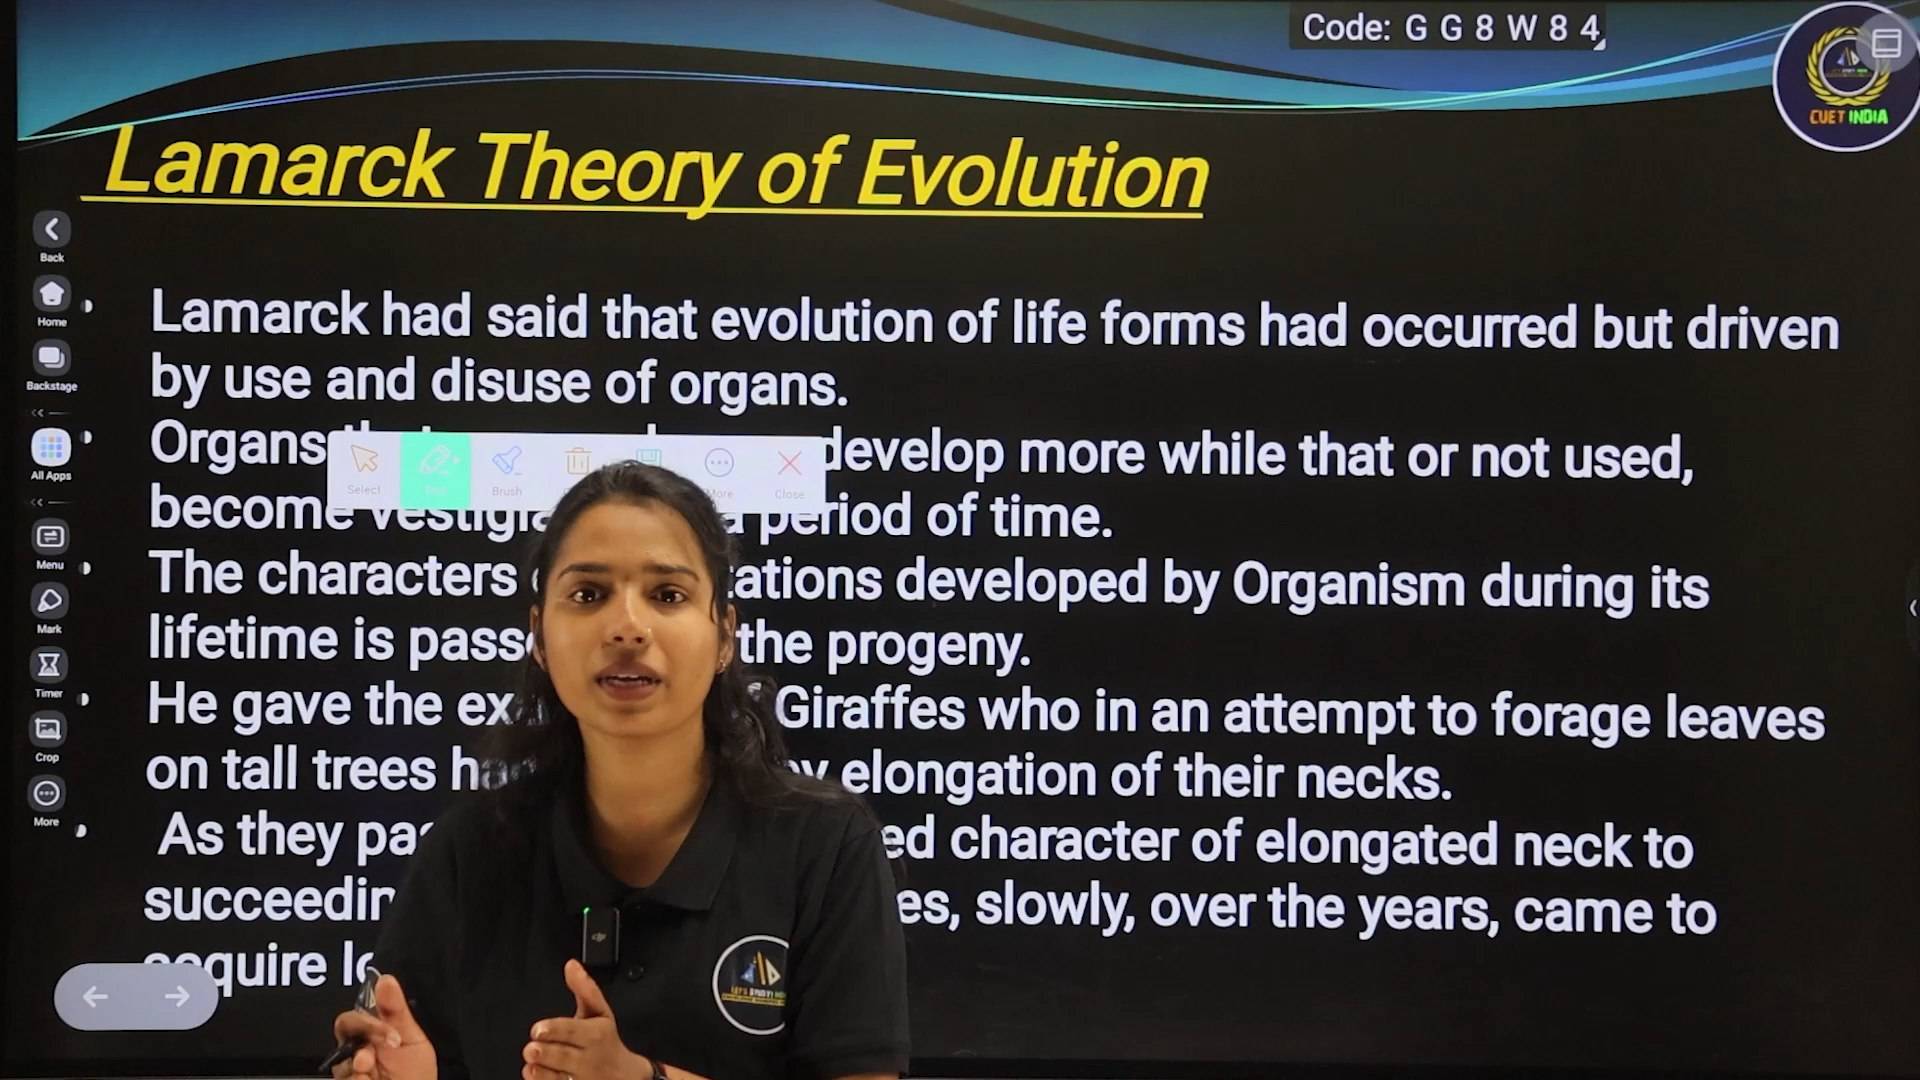 Code: G G 8 W 8 4
CUET INDIA
Lamarck Theory of Evolution
Back
Home
Backstage
All Apps
Menu
Mark
Timer
Crop
More
Lamarck had said that evolution of life forms had occurred but driven
by use and disuse of organs.
Organs develop more while that or not used,
Select
Brush
More
Close
become period of time.
The characters developed by Organism during its
lifetime is the progeny.
He gave the Giraffes who in an attempt to forage leaves
on tall trees elongation of their necks.
As they character of elongated neck to
slowly, over the years, came to
LET'S STUDY